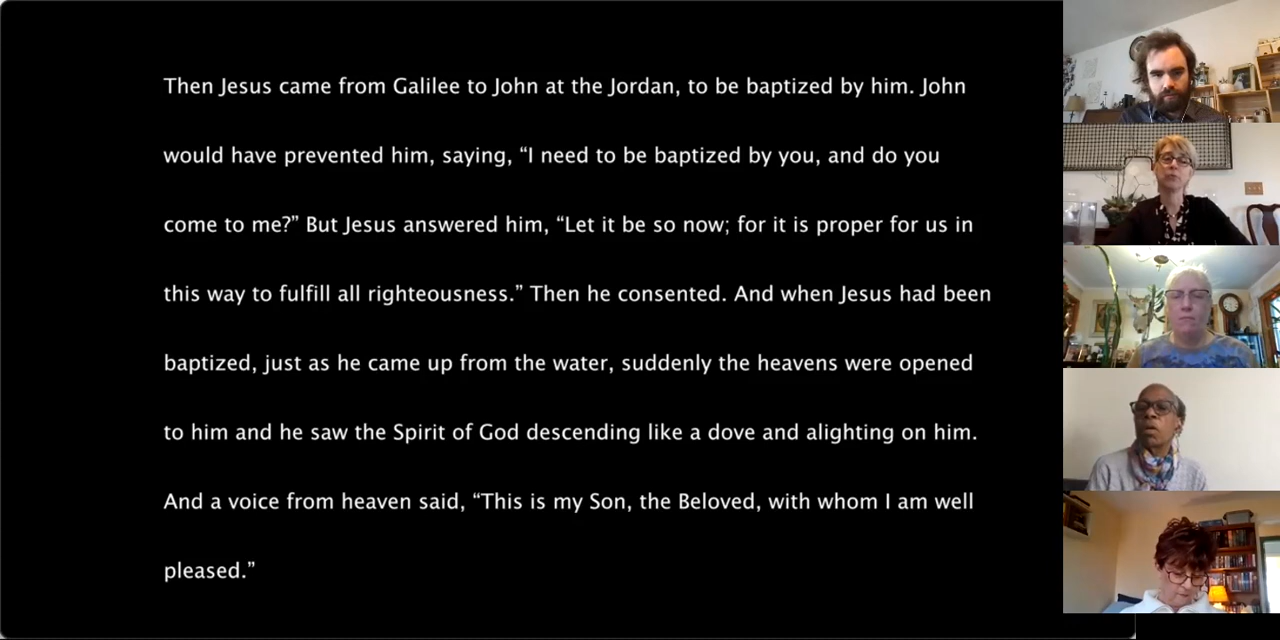 Then Jesus came from Galilee to John at the Jordan, to be baptized by him. John
would have prevented him, saying, “I need to be baptized by you, and do you
come to me?” But Jesus answered him, “Let it be so now; for it is proper for us in
this way to fulfill all righteousness.” Then he consented. And when Jesus had been
baptized, just as he came up from the water, suddenly the heavens were opened
to him and he saw the Spirit of God descending like a dove and alighting on him.
And a voice from heaven said, “This is my Son, the Beloved, with whom I am well
pleased.”